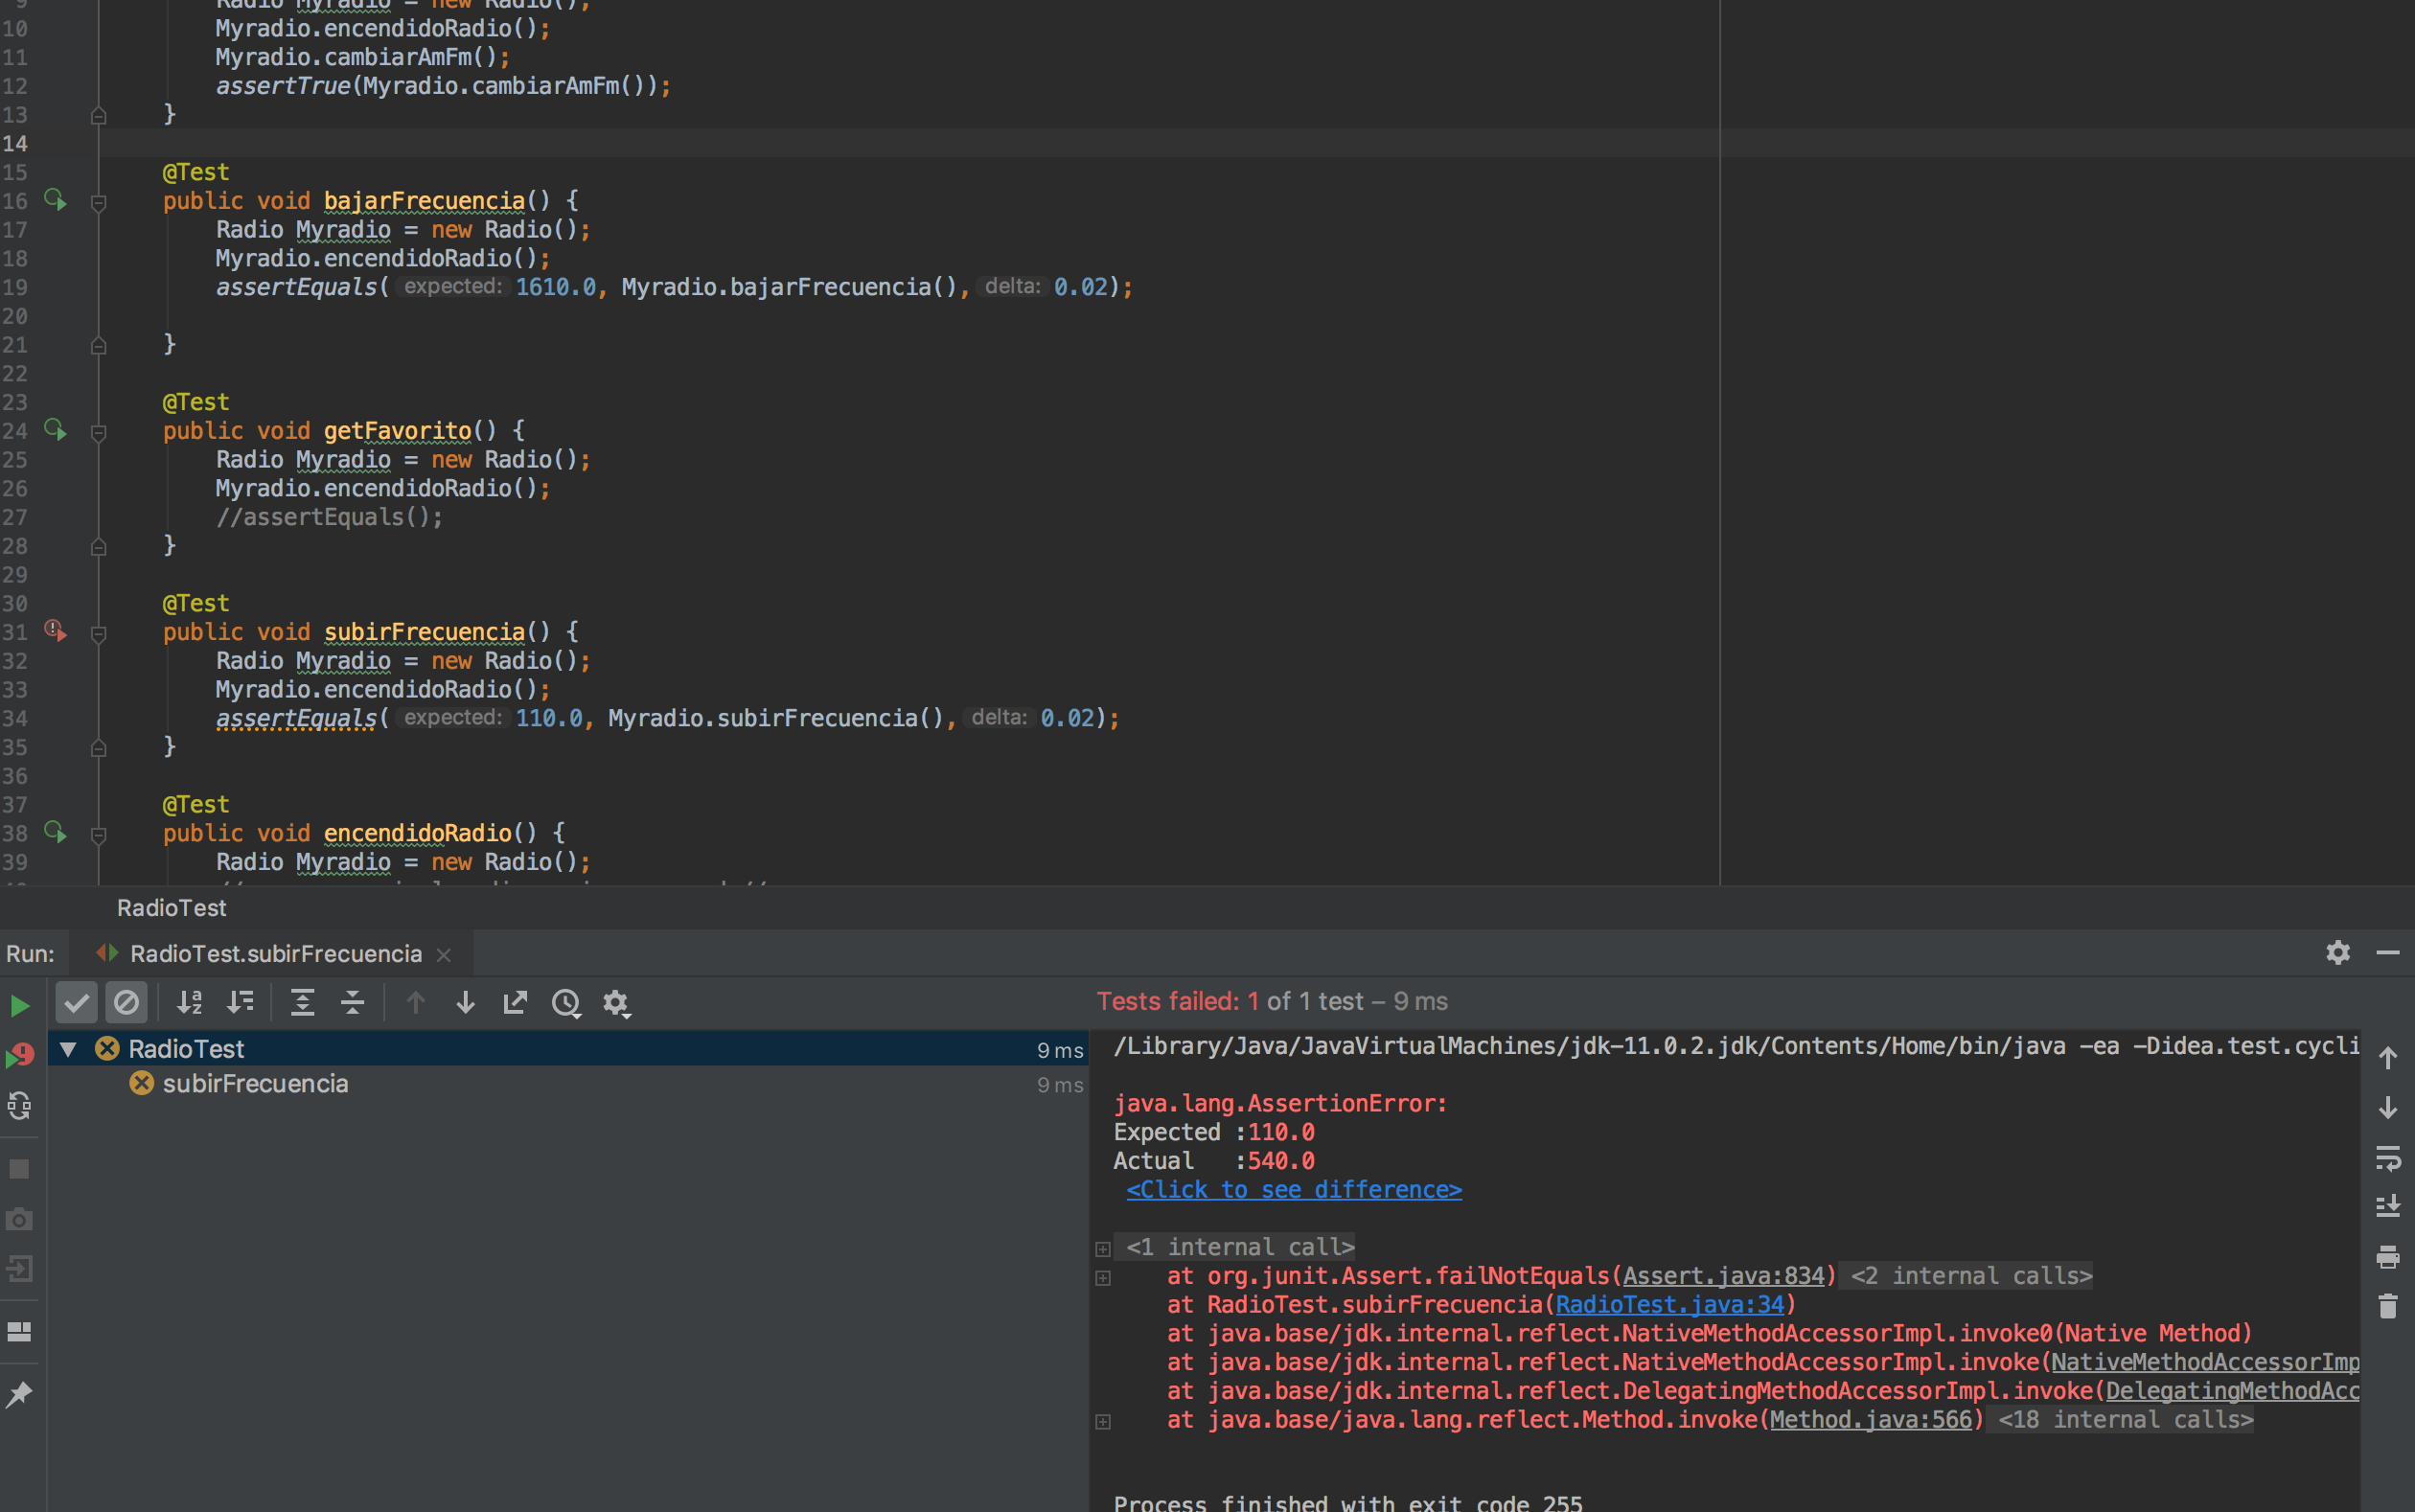 9 Radio Myradio = new Radio();
10 Myradio.encendidoRadio();
11 Myradio.cambiarAmFm();
12 assertTrue(Myradio.cambiarAmFm());
13 }
14
15 @Test
16 public void bajarFrecuencia() {
17 Radio Myradio = new Radio();
18 Myradio.encendidoRadio();
19 assertEquals( expected: 1610.0, Myradio.bajarFrecuencia(), delta: 0.02);
20
21 }
22
23 @Test
24 public void getFavorito() {
25 Radio Myradio = new Radio();
26 Myradio.encendidoRadio();
27 //assertEquals();
28 }
29
30 @Test
31 public void subirFrecuencia() {
32 Radio Myradio = new Radio();
33 Myradio.encendidoRadio();
34 assertEquals( expected: 110.0, Myradio.subirFrecuencia(), delta: 0.02);
35 }
36
37 @Test
38 public void encendidoRadio() {
39 Radio Myradio = new Radio();
RadioTest
Run: RadioTest.subirFrecuencia
Tests failed: 1 of 1 test – 9 ms
RadioTest 9 ms
subirFrecuencia 9 ms
/Library/Java/JavaVirtualMachines/jdk-11.0.2.jdk/Contents/Home/bin/java -ea -Didea.test.cycli
java.lang.AssertionError:
Expected :110.0
Actual :540.0
<Click to see difference>
<1 internal call>
at org.junit.Assert.failNotEquals(Assert.java:834) <2 internal calls>
at RadioTest.subirFrecuencia(RadioTest.java:34)
at java.base/jdk.internal.reflect.NativeMethodAccessorImpl.invoke0(Native Method)
at java.base/jdk.internal.reflect.NativeMethodAccessorImpl.invoke(NativeMethodAccessorImp
at java.base/jdk.internal.reflect.DelegatingMethodAccessorImpl.invoke(DelegatingMethodAcc
at java.base/java.lang.reflect.Method.invoke(Method.java:566) <18 internal calls>
Process finished with exit code 255